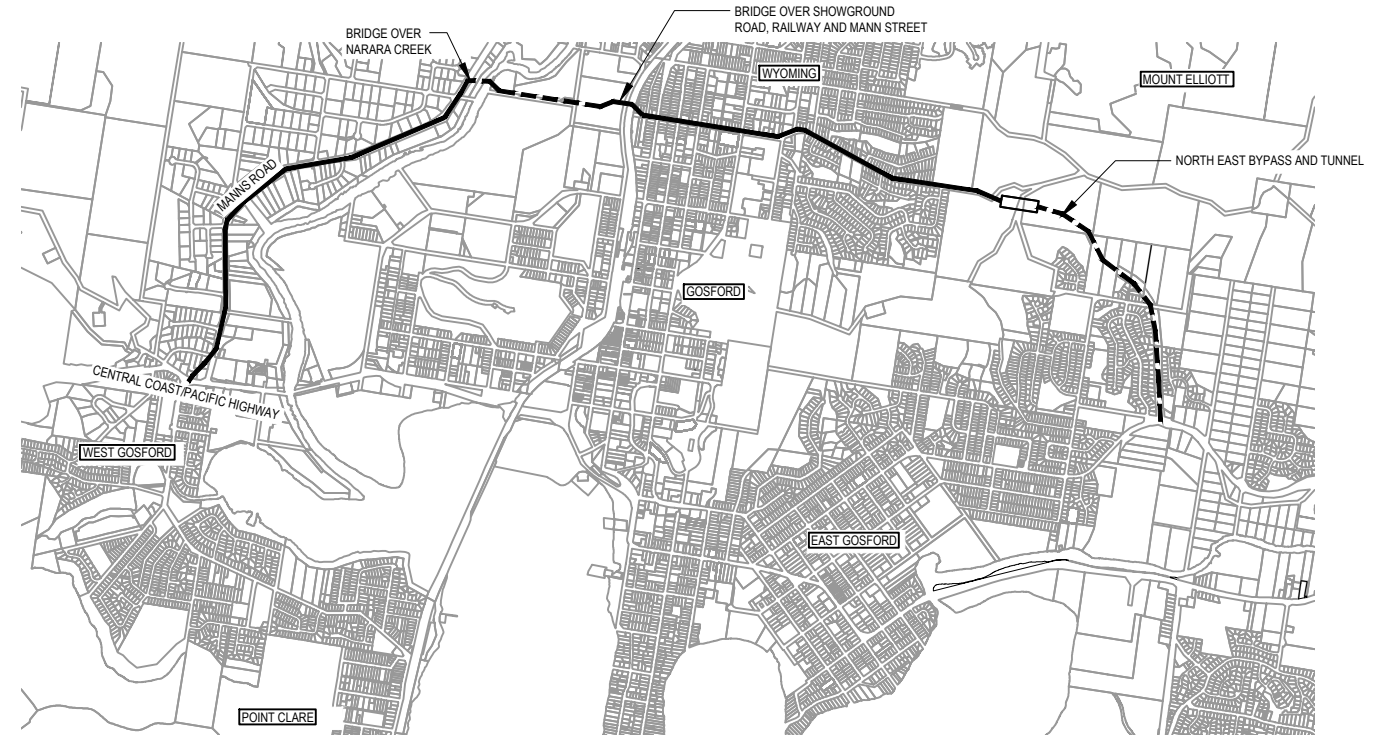 BRIDGE OVER SHOWGROUND
ROAD, RAILWAY AND MANN STREET
BRIDGE OVER
NARARA CREEK
WYOMING
MOUNT ELLIOTT
NORTH EAST BYPASS AND TUNNEL
MANNS ROAD
GOSFORD
CENTRAL COAST/PACIFIC HIGHWAY
WEST GOSFORD
EAST GOSFORD
POINT CLARE